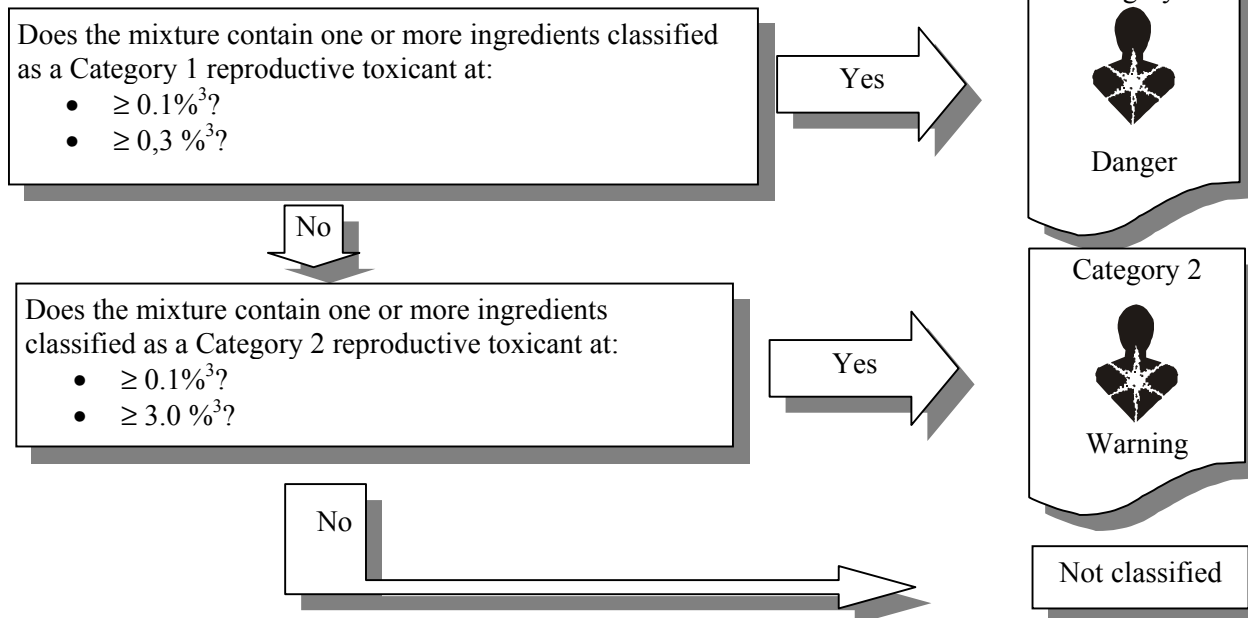 Does the mixture contain one or more ingredients classified
as a Category 1 reproductive toxicant at:
• ≥ 0.1%³?
• ≥ 0,3 %³?
Yes
Danger
No
Category 2
Does the mixture contain one or more ingredients
classified as a Category 2 reproductive toxicant at:
• ≥ 0.1%³?
• ≥ 3.0 %³?
Yes
Warning
No
Not classified